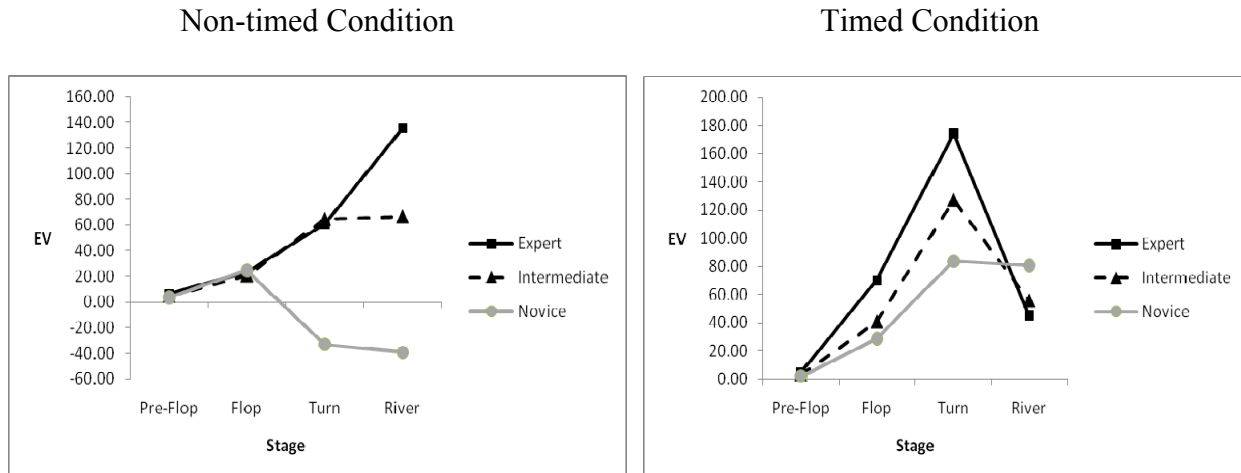 Non-timed Condition
160.00
140.00
120.00
100.00
80.00
60.00
40.00
20.00
0.00
-20.00
-40.00
-60.00
EV
Pre-Flop Flop Turn River
Stage
Expert
Intermediate
Novice
Timed Condition
200.00
180.00
160.00
140.00
120.00
100.00
80.00
60.00
40.00
20.00
0.00
EV
Pre-Flop Flop Turn River
Stage
Expert
Intermediate
Novice